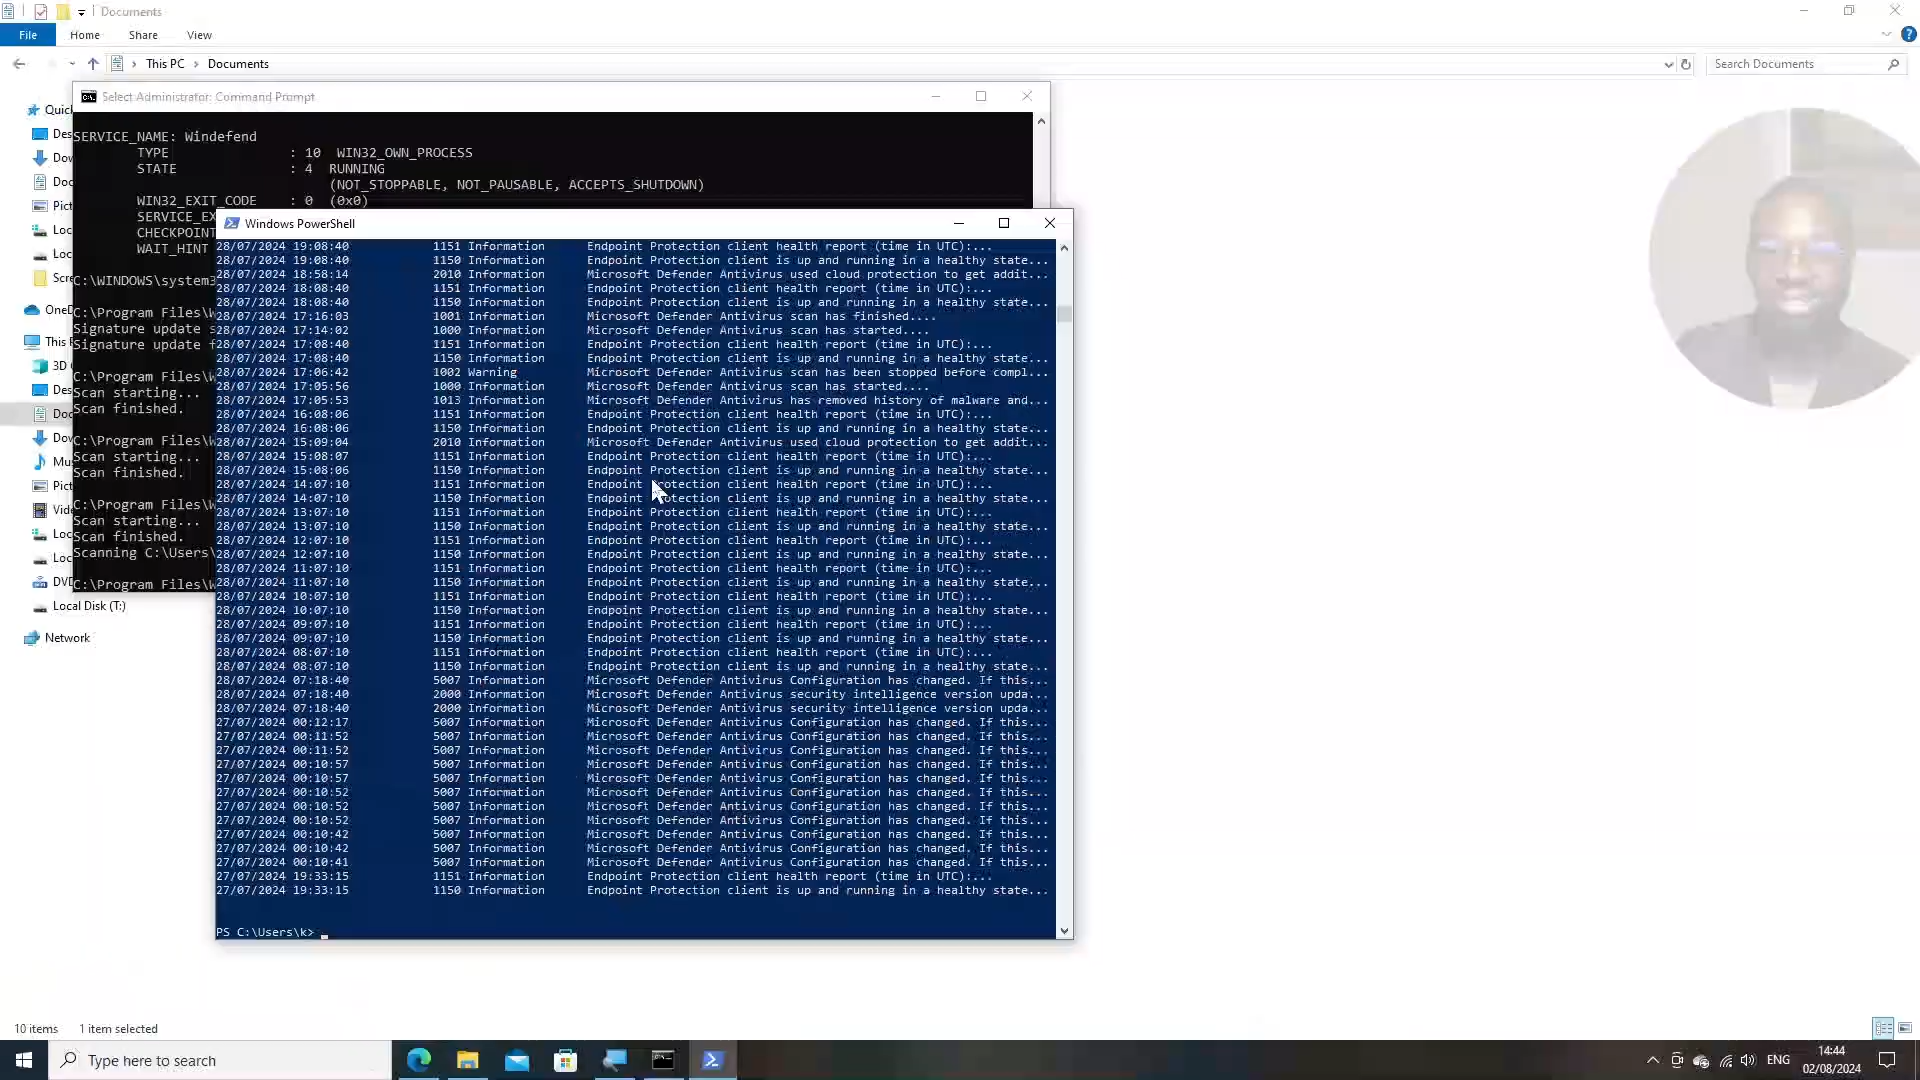 Documents
File Home Share View
This PC › Documents
Search Documents
Select Administrator: Command Prompt
Quick
SERVICE_NAME: Windefend
TYPE : 10 WIN32_OWN_PROCESS
STATE : 4 RUNNING
(NOT_STOPPABLE, NOT_PAUSABLE, ACCEPTS_SHUTDOWN)
WIN32_EXIT_CODE : 0 (0x0)
SERVICE_EX
CHECKPOINT
WAIT_HINT
C:\WINDOWS\system3
C:\Program Files\W
Signature update s
Signature update f
C:\Program Files\W
Scan starting...
Scan finished.
C:\Program Files\W
Scan starting...
Scan finished.
C:\Program Files\W
Scan starting...
Scan finished.
Scanning C:\Users\
C:\Program Files\W
Des
Dow
Doc
Pict
Loc
Loc
Scre
OneD
This P
3D
Des
Doc
Dow
Mus
Pict
Vide
Loc
Loc
DVD
Local Disk (T:)
Network
Windows PowerShell
28/07/2024 19:08:40 1151 Information Endpoint Protection client health report (time in UTC):...
28/07/2024 19:08:40 1150 Information Endpoint Protection client is up and running in a healthy state...
28/07/2024 18:58:14 2010 Information Microsoft Defender Antivirus used cloud protection to get addit...
28/07/2024 18:08:40 1151 Information Endpoint Protection client health report (time in UTC):...
28/07/2024 18:08:40 1150 Information Endpoint Protection client is up and running in a healthy state...
28/07/2024 17:16:03 1001 Information Microsoft Defender Antivirus scan has finished....
28/07/2024 17:14:02 1000 Information Microsoft Defender Antivirus scan has started....
28/07/2024 17:08:40 1151 Information Endpoint Protection client health report (time in UTC):...
28/07/2024 17:08:40 1150 Information Endpoint Protection client is up and running in a healthy state...
28/07/2024 17:06:42 1002 Warning Microsoft Defender Antivirus scan has been stopped before compl...
28/07/2024 17:05:56 1000 Information Microsoft Defender Antivirus scan has started....
28/07/2024 17:05:53 1013 Information Microsoft Defender Antivirus has removed history of malware and...
28/07/2024 16:08:06 1151 Information Endpoint Protection client health report (time in UTC):...
28/07/2024 16:08:06 1150 Information Endpoint Protection client is up and running in a healthy state...
28/07/2024 15:09:04 2010 Information Microsoft Defender Antivirus used cloud protection to get addit...
28/07/2024 15:08:07 1151 Information Endpoint Protection client health report (time in UTC):...
28/07/2024 15:08:06 1150 Information Endpoint Protection client is up and running in a healthy state...
28/07/2024 14:07:10 1151 Information Endpoint Protection client health report (time in UTC):...
28/07/2024 14:07:10 1150 Information Endpoint Protection client is up and running in a healthy state...
28/07/2024 13:07:10 1151 Information Endpoint Protection client health report (time in UTC):...
28/07/2024 13:07:10 1150 Information Endpoint Protection client is up and running in a healthy state...
28/07/2024 12:07:10 1151 Information Endpoint Protection client health report (time in UTC):...
28/07/2024 12:07:10 1150 Information Endpoint Protection client is up and running in a healthy state...
28/07/2024 11:07:10 1151 Information Endpoint Protection client health report (time in UTC):...
28/07/2024 11:07:10 1150 Information Endpoint Protection client is up and running in a healthy state...
28/07/2024 10:07:10 1151 Information Endpoint Protection client health report (time in UTC):...
28/07/2024 10:07:10 1150 Information Endpoint Protection client is up and running in a healthy state...
28/07/2024 09:07:10 1151 Information Endpoint Protection client health report (time in UTC):...
28/07/2024 09:07:10 1150 Information Endpoint Protection client is up and running in a healthy state...
28/07/2024 08:07:10 1151 Information Endpoint Protection client health report (time in UTC):...
28/07/2024 08:07:10 1150 Information Endpoint Protection client is up and running in a healthy state...
28/07/2024 07:18:40 5007 Information Microsoft Defender Antivirus Configuration has changed. If this...
28/07/2024 07:18:40 2000 Information Microsoft Defender Antivirus security intelligence version upda...
28/07/2024 07:18:40 2000 Information Microsoft Defender Antivirus security intelligence version upda...
27/07/2024 00:12:17 5007 Information Microsoft Defender Antivirus Configuration has changed. If this...
27/07/2024 00:11:52 5007 Information Microsoft Defender Antivirus Configuration has changed. If this...
27/07/2024 00:11:52 5007 Information Microsoft Defender Antivirus Configuration has changed. If this...
27/07/2024 00:10:57 5007 Information Microsoft Defender Antivirus Configuration has changed. If this...
27/07/2024 00:10:57 5007 Information Microsoft Defender Antivirus Configuration has changed. If this...
27/07/2024 00:10:52 5007 Information Microsoft Defender Antivirus Configuration has changed. If this...
27/07/2024 00:10:52 5007 Information Microsoft Defender Antivirus Configuration has changed. If this...
27/07/2024 00:10:52 5007 Information Microsoft Defender Antivirus Configuration has changed. If this...
27/07/2024 00:10:42 5007 Information Microsoft Defender Antivirus Configuration has changed. If this...
27/07/2024 00:10:42 5007 Information Microsoft Defender Antivirus Configuration has changed. If this...
27/07/2024 00:10:41 5007 Information Microsoft Defender Antivirus Configuration has changed. If this...
27/07/2024 19:33:15 1151 Information Endpoint Protection client health report (time in UTC):...
27/07/2024 19:33:15 1150 Information Endpoint Protection client is up and running in a healthy state...
PS C:\Users\k>
10 items 1 item selected
Type here to search
ENG
14:44
02/08/2024